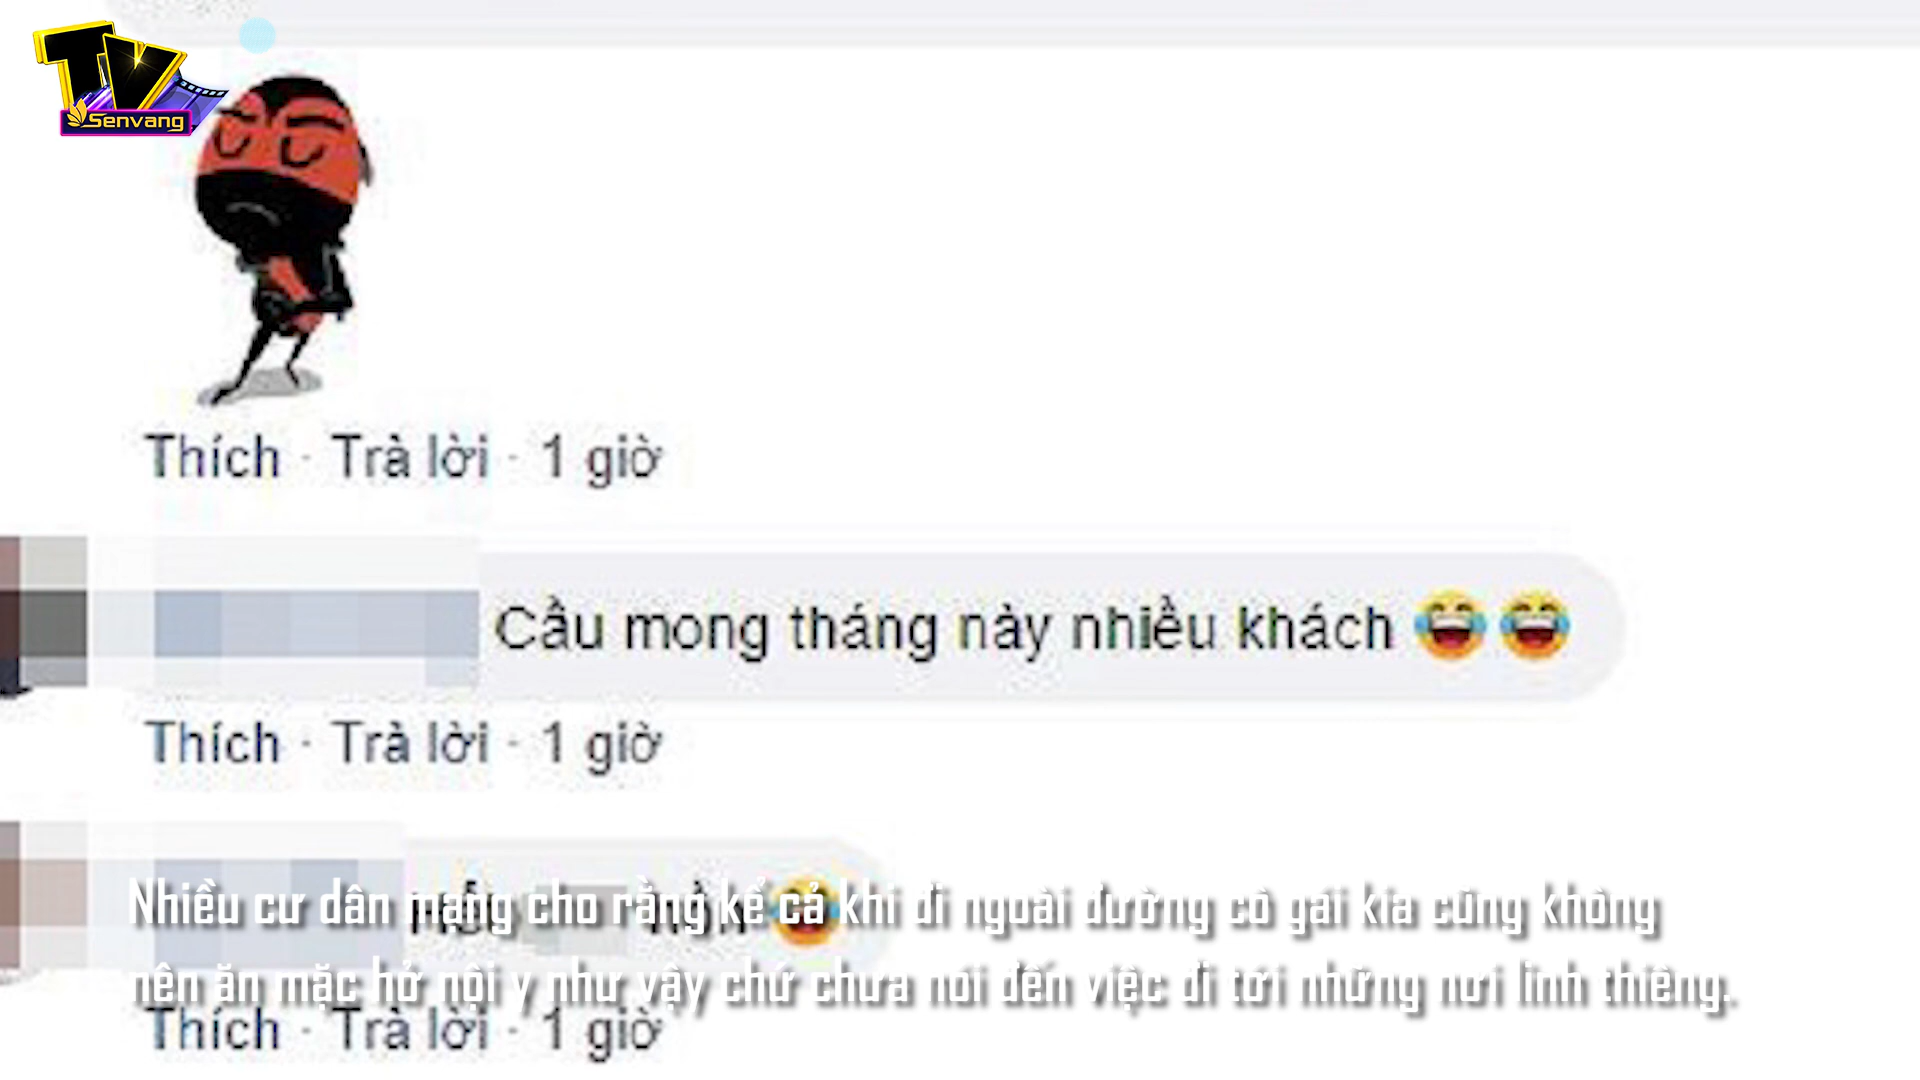 TV
Senvang
Thích · Trả lời · 1 giờ
Cầu mong tháng này nhiều khách 😂😂
Thích · Trả lời · 1 giờ
Nhiều cư dân mạng cho rằng kể cả khi đi ngoài đường cô gái kia cũng không
nên ăn mặc hở nội y như vậy chứ chưa nói đến việc đi tới những nơi linh thiêng.
Thích · Trả lời · 1 giờ